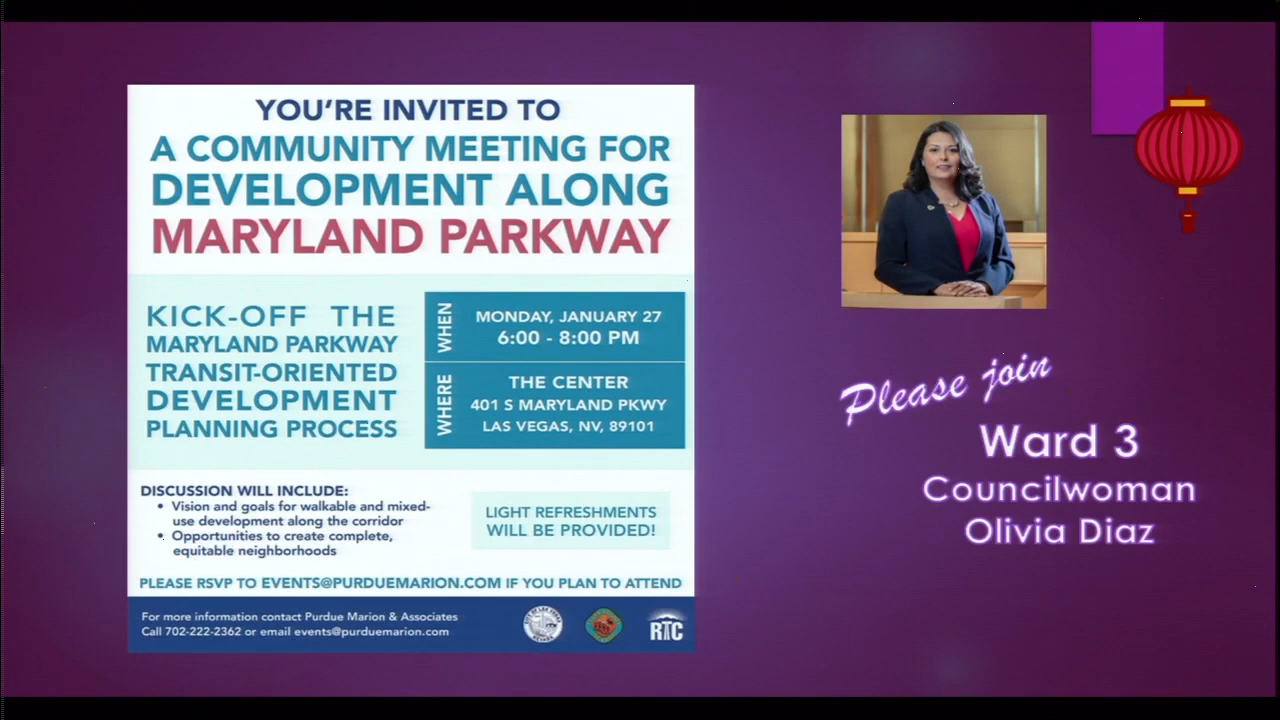 YOU'RE INVITED TO
A COMMUNITY MEETING FOR
DEVELOPMENT ALONG
MARYLAND PARKWAY
KICK-OFF THE
MARYLAND PARKWAY
TRANSIT-ORIENTED
DEVELOPMENT
PLANNING PROCESS
WHEN
MONDAY, JANUARY 27
6:00 - 8:00 PM
WHERE
THE CENTER
401 S MARYLAND PKWY
LAS VEGAS, NV, 89101
DISCUSSION WILL INCLUDE:
• Vision and goals for walkable and mixed-
use development along the corridor
• Opportunities to create complete,
equitable neighborhoods
LIGHT REFRESHMENTS
WILL BE PROVIDED!
PLEASE RSVP TO EVENTS@PURDUEMARION.COM IF YOU PLAN TO ATTEND
For more information contact Purdue Marion & Associates
Call 702-222-2362 or email events@purduemarion.com
RTC
Please join
Ward 3
Councilwoman
Olivia Diaz